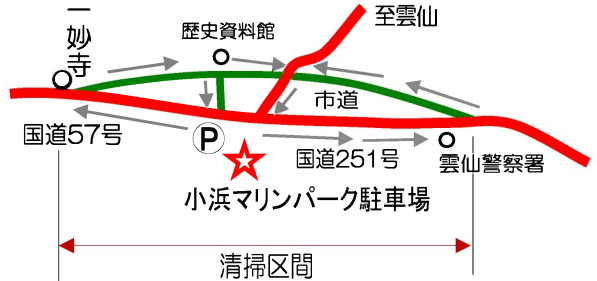 一妙寺
歴史資料館
至雲仙
市道
国道57号
P
国道251号
雲仙警察署
小浜マリンパーク駐車場
清掃区間